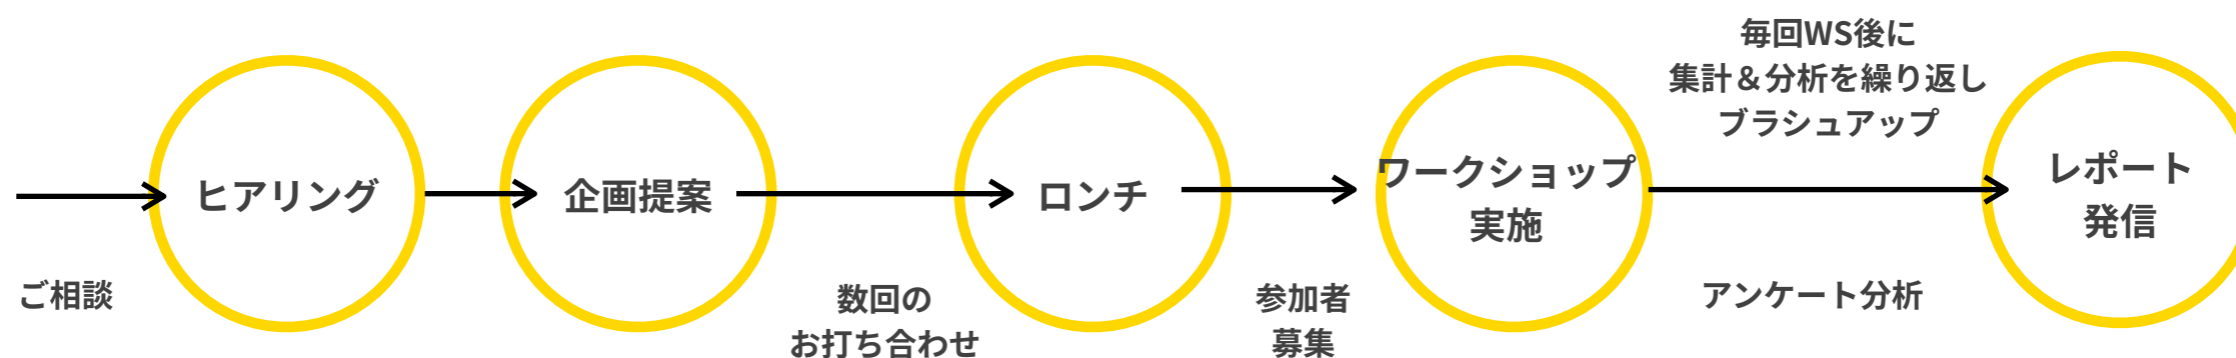 ご相談
ヒアリング
企画提案
数回の
お打ち合わせ
ロンチ
参加者
募集
ワークショップ
実施
毎回WS後に
集計＆分析を繰り返し
ブラシュアップ
アンケート分析
レポート
発信